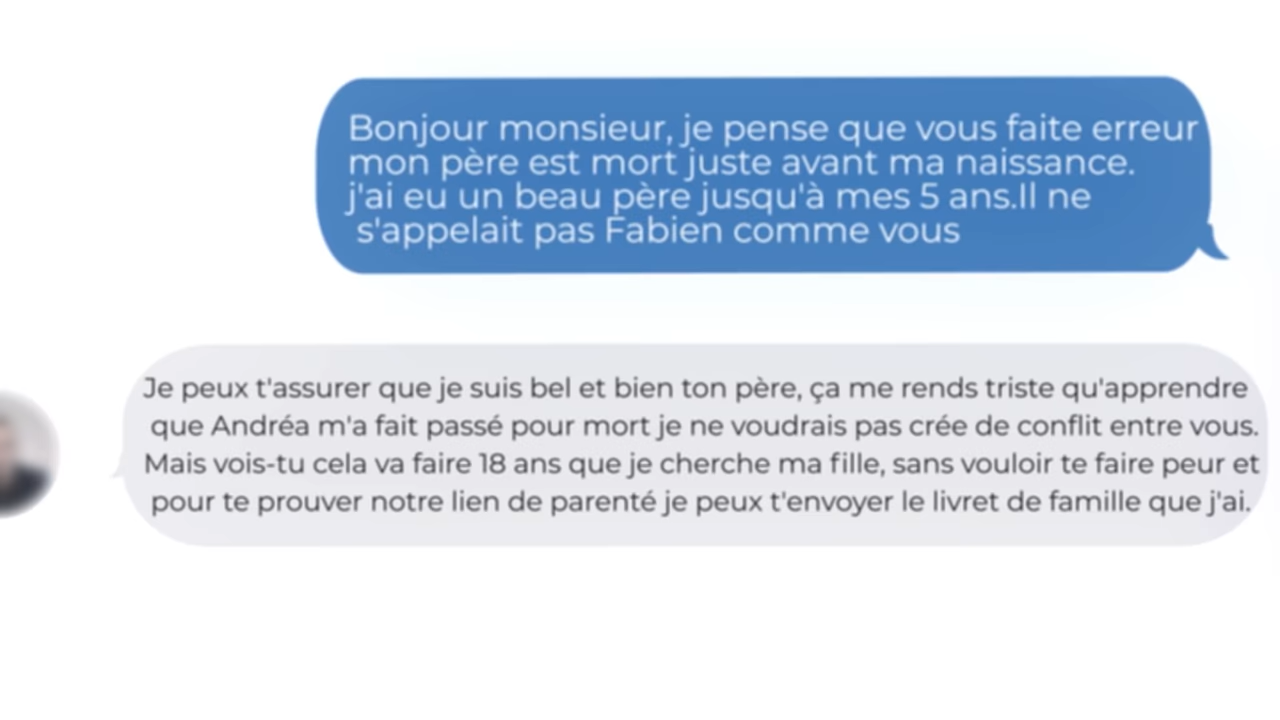 Bonjour monsieur, je pense que vous faite erreur
mon père est mort juste avant ma naissance.
j'ai eu un beau père jusqu'à mes 5 ans.Il ne
s'appelait pas Fabien comme vous
Je peux t'assurer que je suis bel et bien ton père, ça me rends triste qu'apprendre
que Andréa m'a fait passé pour mort je ne voudrais pas crée de conflit entre vous.
Mais vois-tu cela va faire 18 ans que je cherche ma fille, sans vouloir te faire peur et
pour te prouver notre lien de parenté je peux t'envoyer le livret de famille que j'ai.